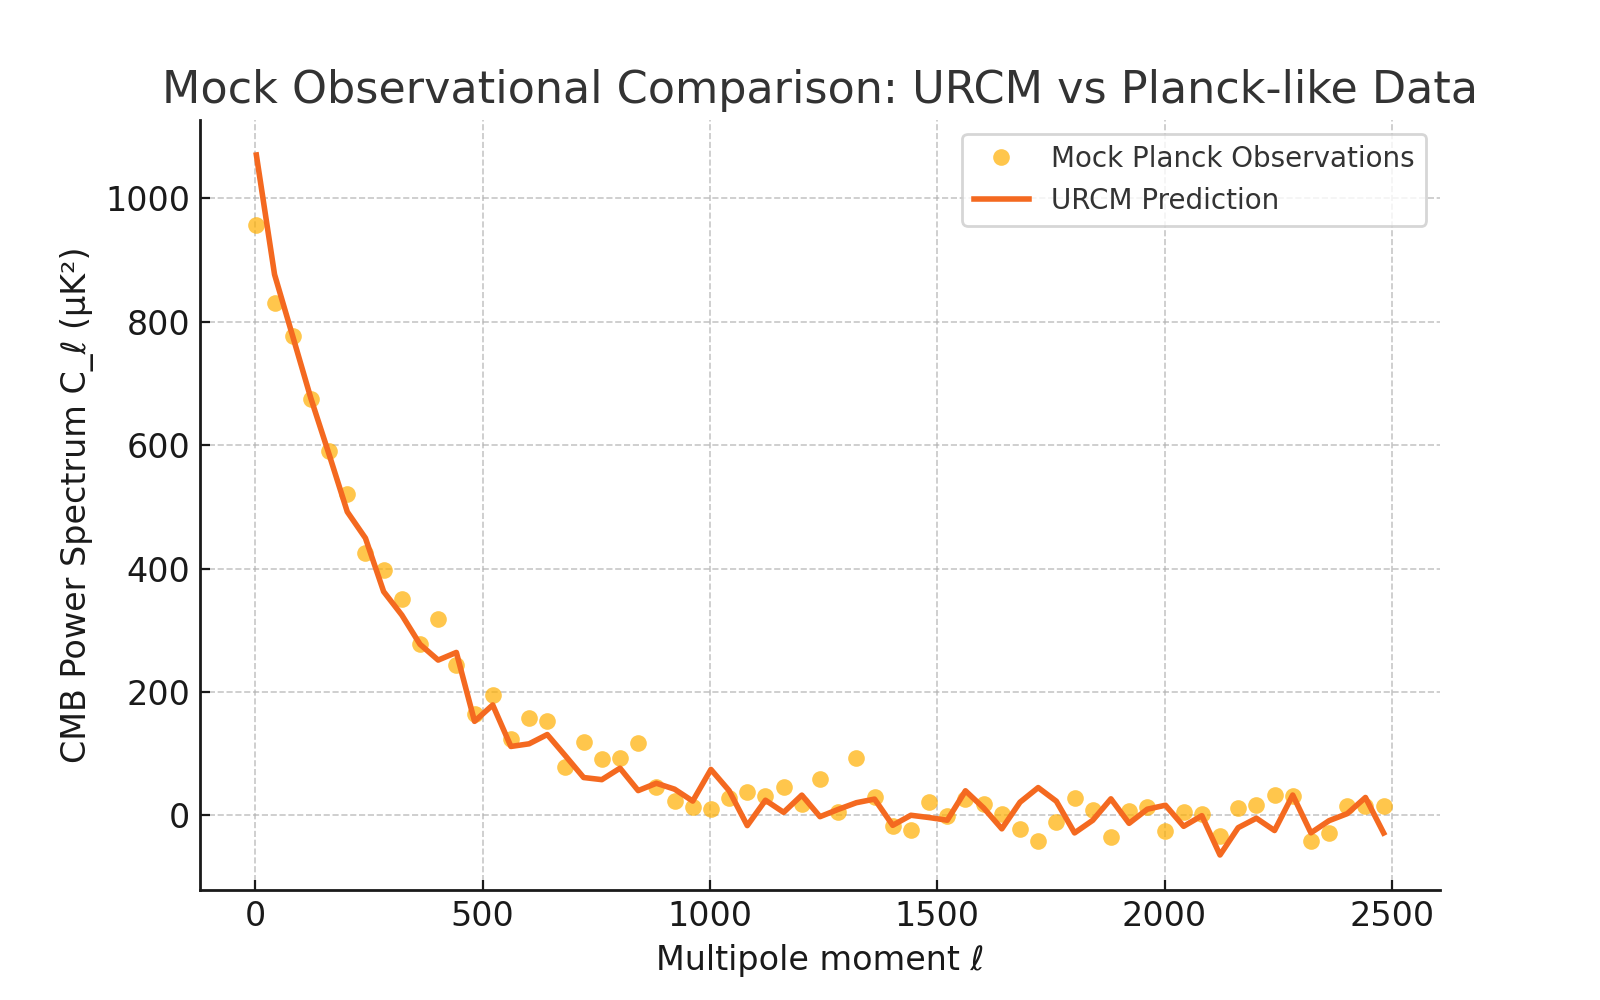 Mock Observational Comparison: URCM vs Planck-like Data
Mock Planck Observations
URCM Prediction
CMB Power Spectrum C_ℓ (μK²)
1000
800
600
400
200
0
0 500 1000 1500 2000 2500
Multipole moment ℓ